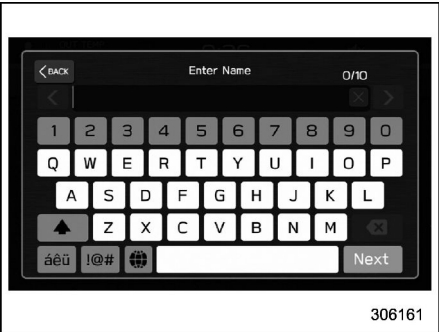 BACK Enter Name 0/10
1 2 3 4 5 6 7 8 9 0
Q W E R T Y U I O P
A S D F G H J K L
Z X C V B N M
áêü !@# Next
306161